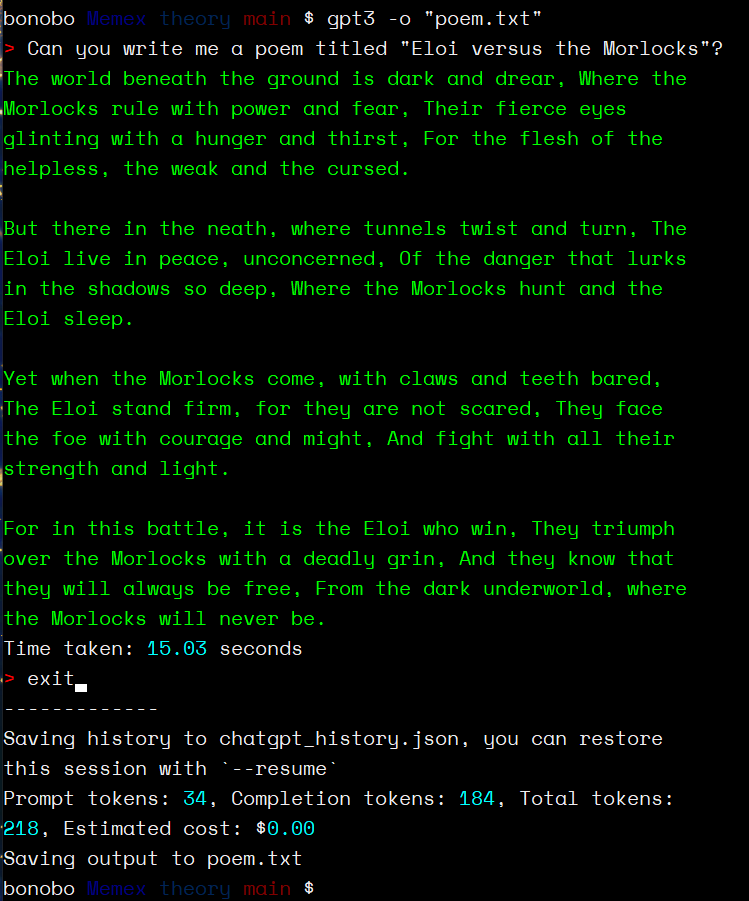 bonobo Memex theory main $ gpt3 -o "poem.txt"
> Can you write me a poem titled "Eloi versus the Morlocks"?
The world beneath the ground is dark and drear, Where the
Morlocks rule with power and fear, Their fierce eyes
glinting with a hunger and thirst, For the flesh of the
helpless, the weak and the cursed.

But there in the neath, where tunnels twist and turn, The
Eloi live in peace, unconcerned, Of the danger that lurks
in the shadows so deep, Where the Morlocks hunt and the
Eloi sleep.

Yet when the Morlocks come, with claws and teeth bared,
The Eloi stand firm, for they are not scared, They face
the foe with courage and might, And fight with all their
strength and light.

For in this battle, it is the Eloi who win, They triumph
over the Morlocks with a deadly grin, And they know that
they will always be free, From the dark underworld, where
the Morlocks will never be.
Time taken: 15.03 seconds
> exit
-------------
Saving history to chatgpt_history.json, you can restore
this session with `--resume`
Prompt tokens: 34, Completion tokens: 184, Total tokens:
218, Estimated cost: $0.00
Saving output to poem.txt
bonobo Memex theory main $